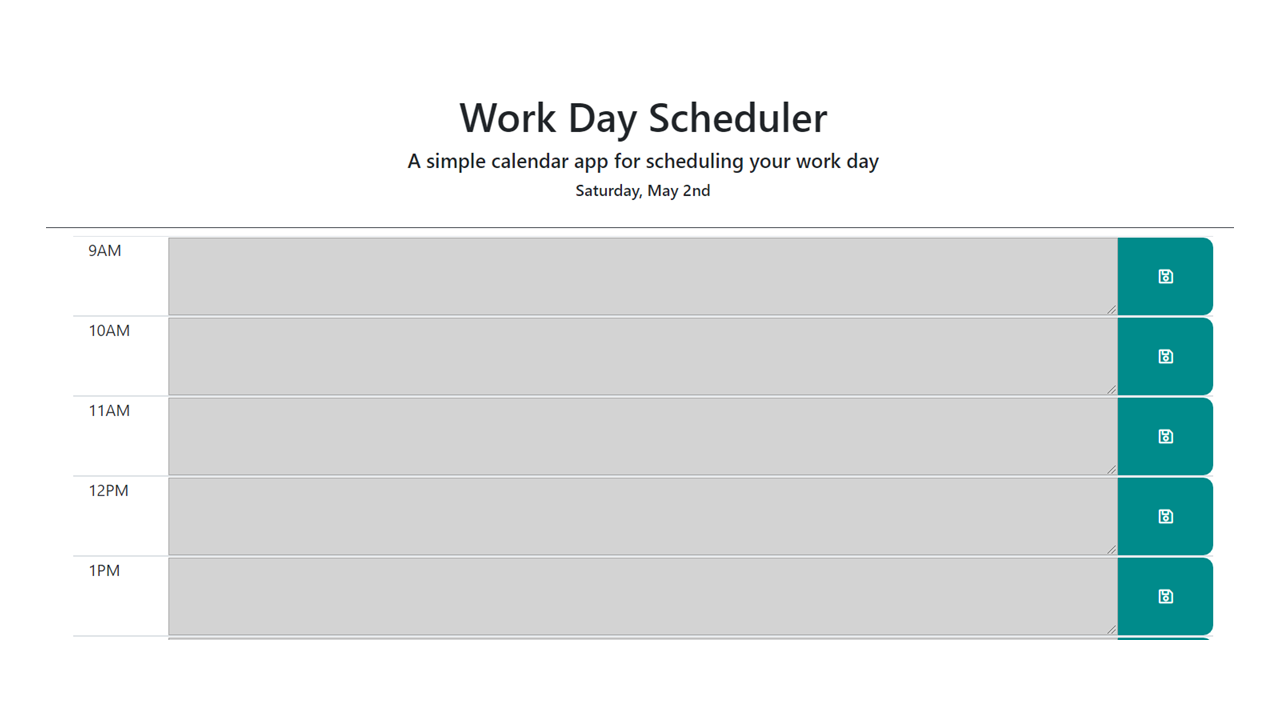 Work Day Scheduler
A simple calendar app for scheduling your work day
Saturday, May 2nd
9AM
10AM
11AM
12PM
1PM